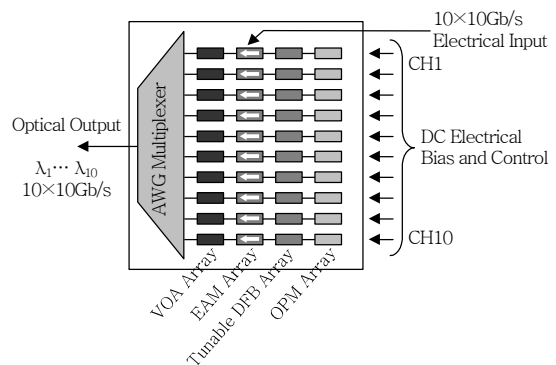 10×10Gb/s
Electrical Input
CH1
Optical Output
λ1··· λ10
10×10Gb/s
AWG Multiplexer
DC Electrical
Bias and Control
CH10
VOA Array
EAM Array
Tunable DFB Array
OPM Array